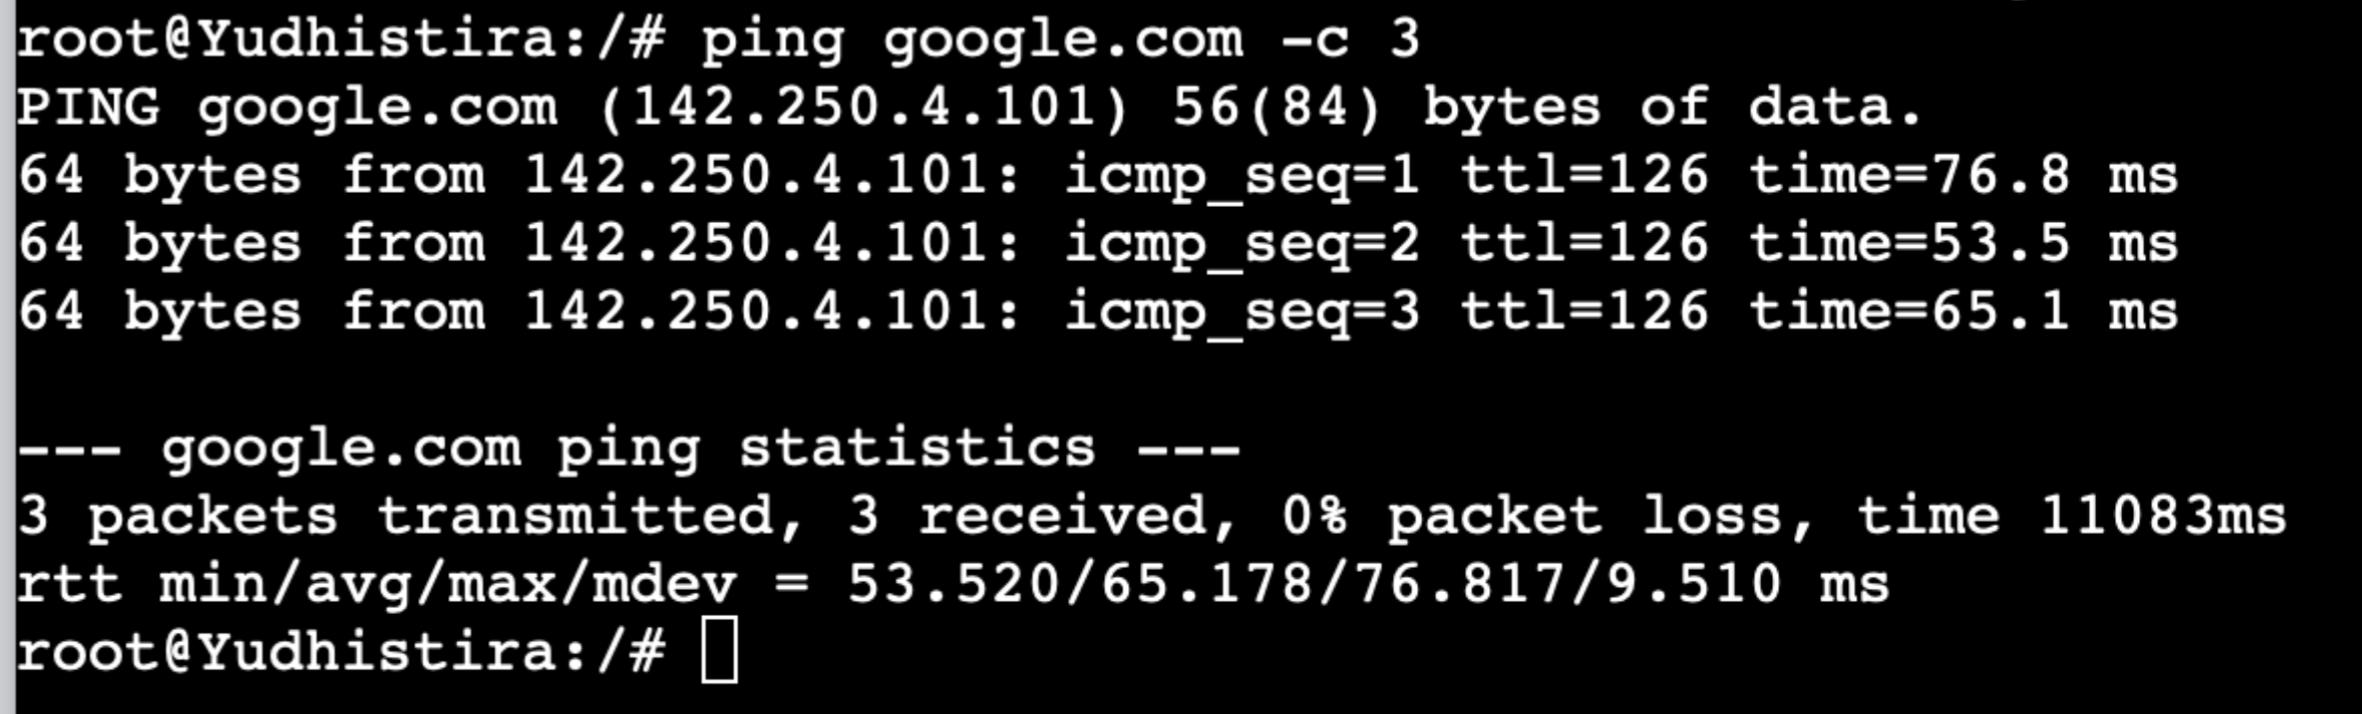 root@Yudhistira:/# ping google.com -c 3
PING google.com (142.250.4.101) 56(84) bytes of data.
64 bytes from 142.250.4.101: icmp_seq=1 ttl=126 time=76.8 ms
64 bytes from 142.250.4.101: icmp_seq=2 ttl=126 time=53.5 ms
64 bytes from 142.250.4.101: icmp_seq=3 ttl=126 time=65.1 ms
--- google.com ping statistics ---
3 packets transmitted, 3 received, 0% packet loss, time 11083ms
rtt min/avg/max/mdev = 53.520/65.178/76.817/9.510 ms
root@Yudhistira:/#